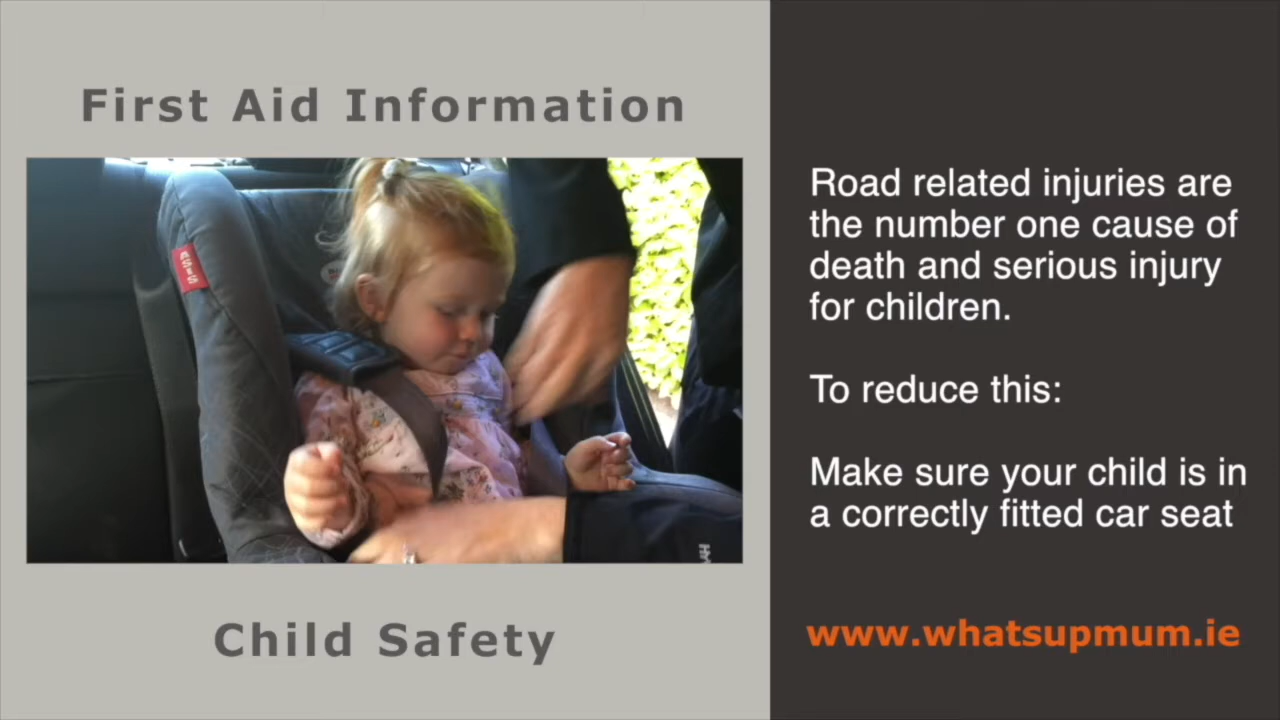 First Aid Information
Child Safety
Road related injuries are
the number one cause of
death and serious injury
for children.
To reduce this:
Make sure your child is in
a correctly fitted car seat
www.whatsupmum.ie